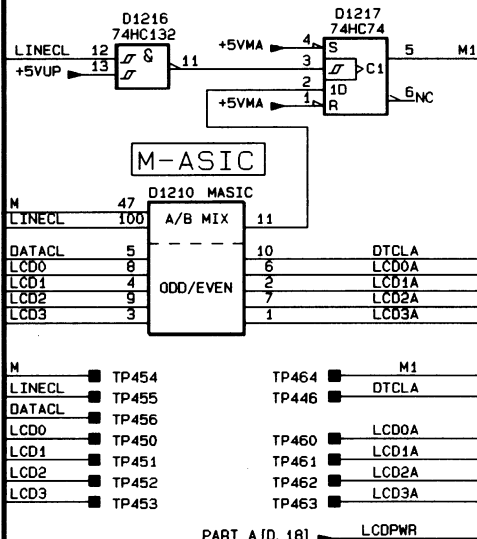 D1216 D1217
74HC132 74HC74
LINECL 12 & 11 +5VMA 4 S 5 M1
+5VUP 13 3 C1
2 1D
+5VMA 1 R 6 NC
M-ASIC
D1210 MASIC
M 47
LINECL 100 A/B MIX 11
DATACL 5 10 DTCLA
LCD0 8 6 LCD0A
LCD1 4 ODD/EVEN 2 LCD1A
LCD2 9 7 LCD2A
LCD3 3 1 LCD3A
M TP454 TP464 M1
LINECL TP455 TP446 DTCLA
DATACL TP456
LCD0 TP450 TP460 LCD0A
LCD1 TP451 TP461 LCD1A
LCD2 TP452 TP462 LCD2A
LCD3 TP453 TP463 LCD3A
PART A[D,18] LCDPWR